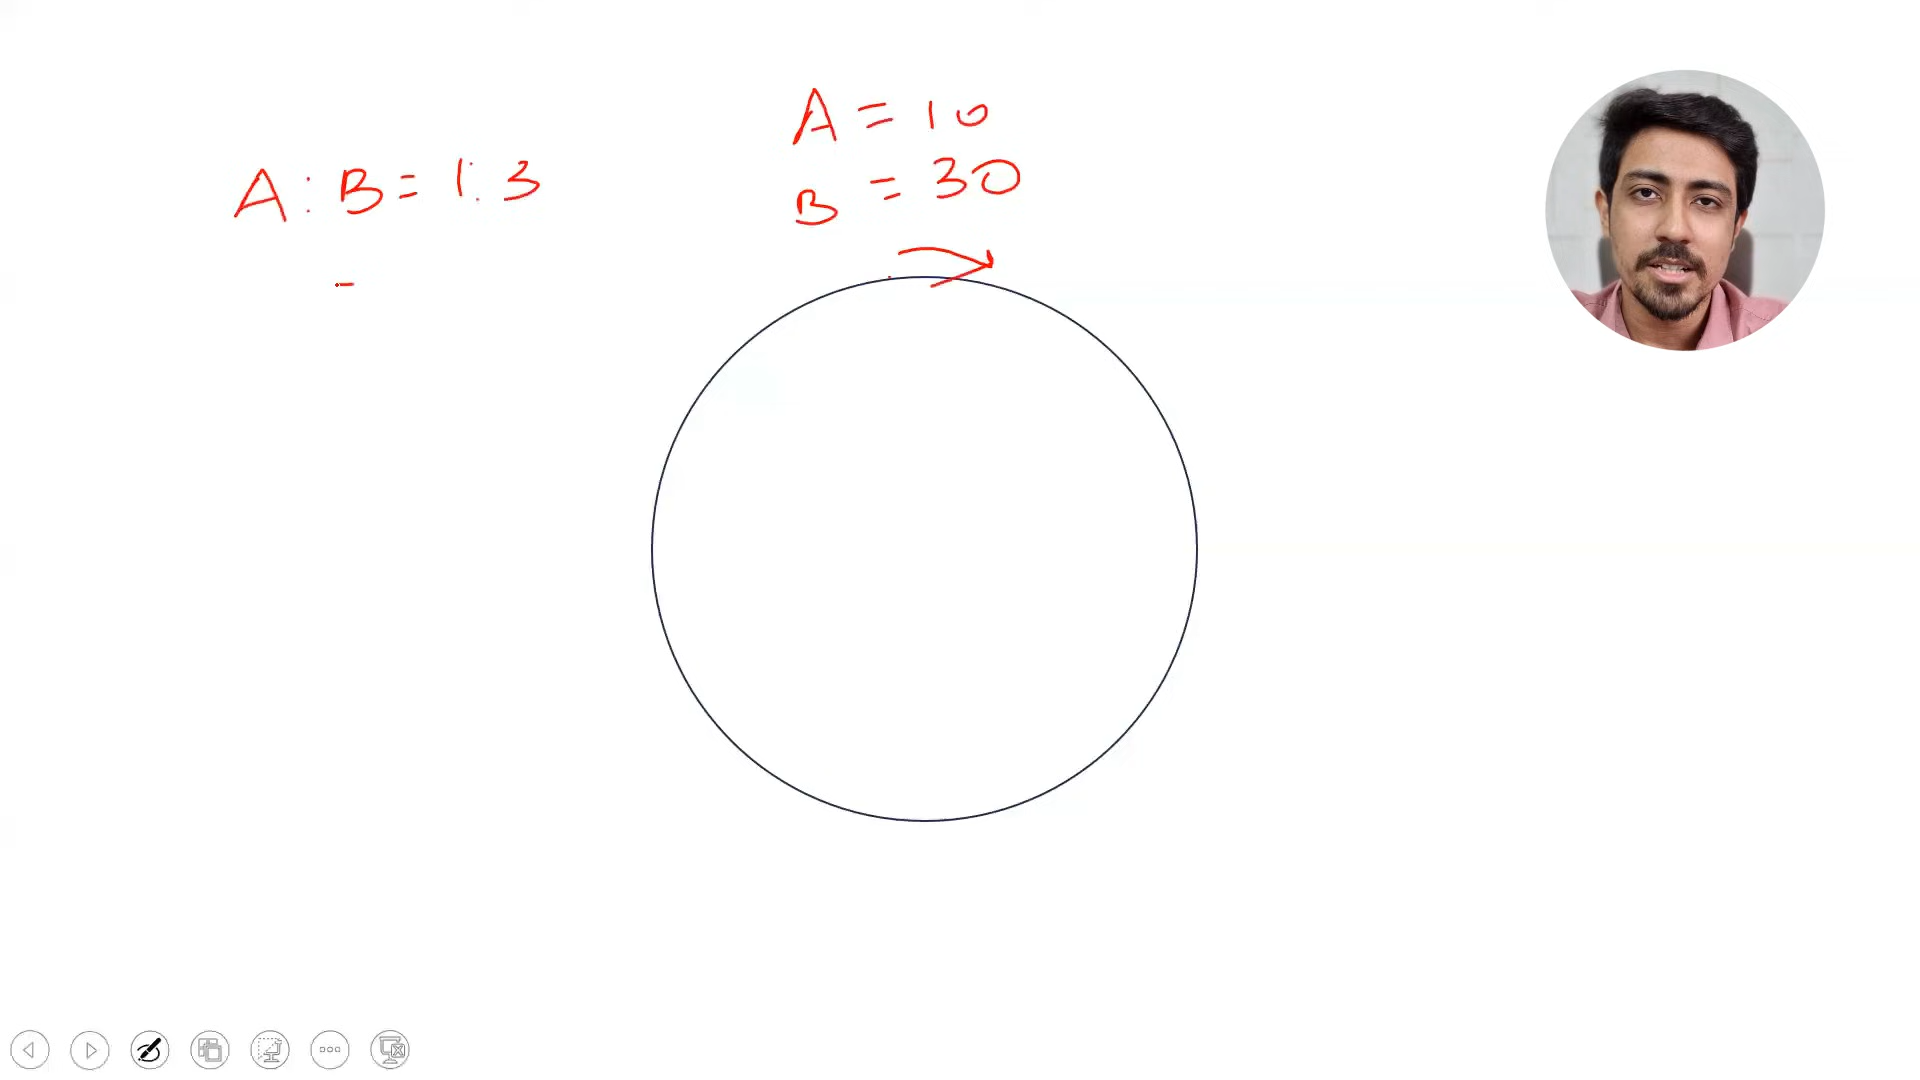 A = 10
A : B = 1 : 3
B = 30